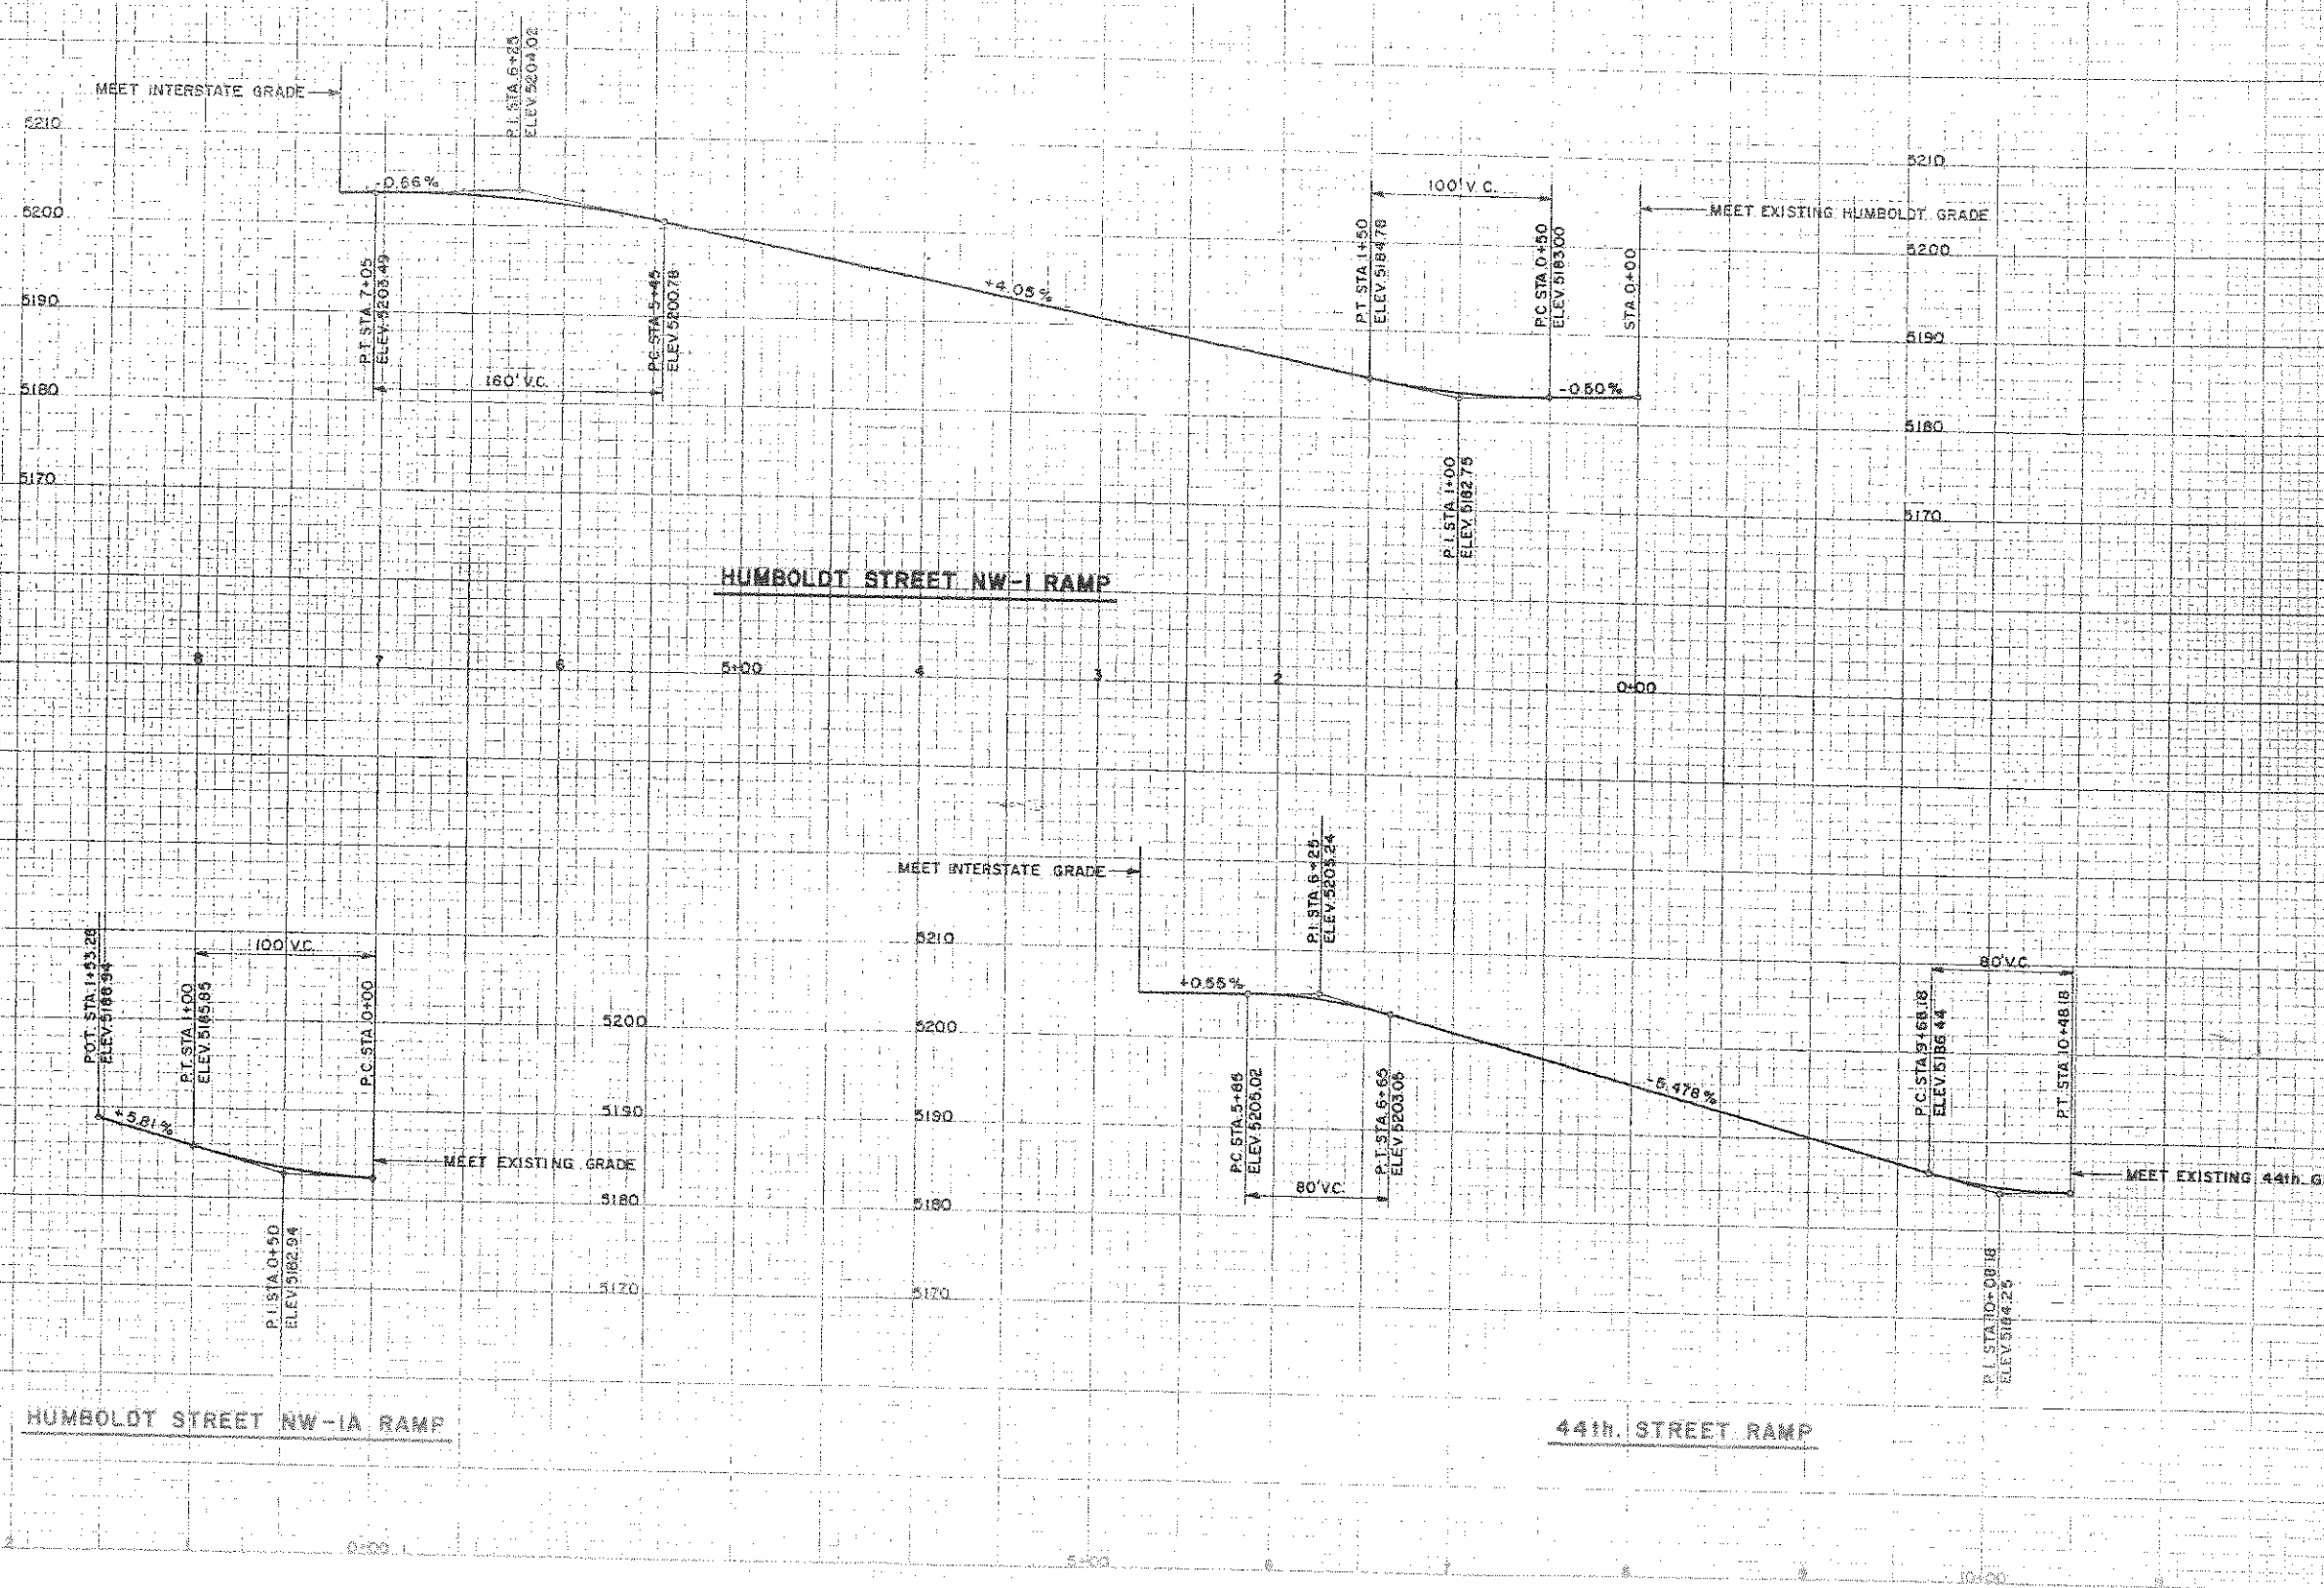 P.I. STA. 6+25
ELEV. 5204.02
MEET INTERSTATE GRADE
5210
-0.66%
5200
5190
5180
5170
P.T. STA. 7+05
ELEV. 5203.49
160' V.C.
P.C. STA. 5+45
ELEV. 5200.78
+4.05%
100' V.C.
P.T. STA. 1+50
ELEV. 5184.78
P.C. STA. 0+50
ELEV. 5183.00
STA. 0+00
MEET EXISTING HUMBOLDT GRADE
-0.50%
P.I. STA. 1+00
ELEV. 5182.75
5210
5200
5190
5180
5170
HUMBOLDT STREET NW-1 RAMP
8
7
6
5+00
4
3
2
1
0+00
P.O.T. STA. 1+53.28
ELEV. 5188.94
100' V.C.
P.T. STA. 1+00
ELEV. 5185.85
P.C. STA. 0+00
+5.81%
MEET EXISTING GRADE
P.I. STA. 0+50
ELEV. 5182.94
5200
5190
5180
5170
HUMBOLDT STREET NW-1A RAMP
MEET INTERSTATE GRADE
P.I. STA. 6+25
ELEV. 5205.24
5210
5200
5190
5180
5170
+0.55%
P.C. STA. 5+85
ELEV. 5205.02
P.T. STA. 6+65
ELEV. 5203.05
80' V.C.
-5.478%
80' V.C.
P.C. STA. 9+68.18
ELEV. 5186.44
P.T. STA. 10+48.18
MEET EXISTING 44th. G
P.I. STA. 10+08.18
ELEV. 5184.25
44th. STREET RAMP
2
0+00
5+00
6
7
8
9
10+00